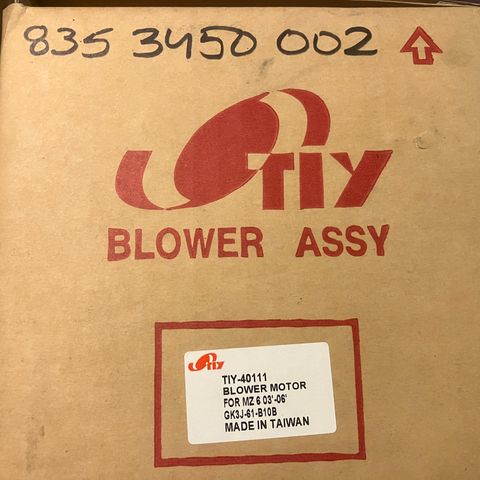 835 3450 002
TIY
BLOWER ASSY
TIY
TIY-40111
BLOWER MOTOR
FOR MZ 6 03'-06'
GK3J-61-B10B
MADE IN TAIWAN